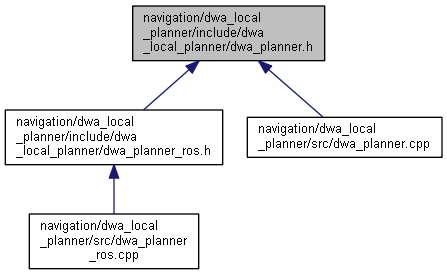 navigation/dwa_local
_planner/include/dwa
_local_planner/dwa_planner.h
navigation/dwa_local
_planner/include/dwa
_local_planner/dwa_planner_ros.h
navigation/dwa_local
_planner/src/dwa_planner.cpp
navigation/dwa_local
_planner/src/dwa_planner
_ros.cpp